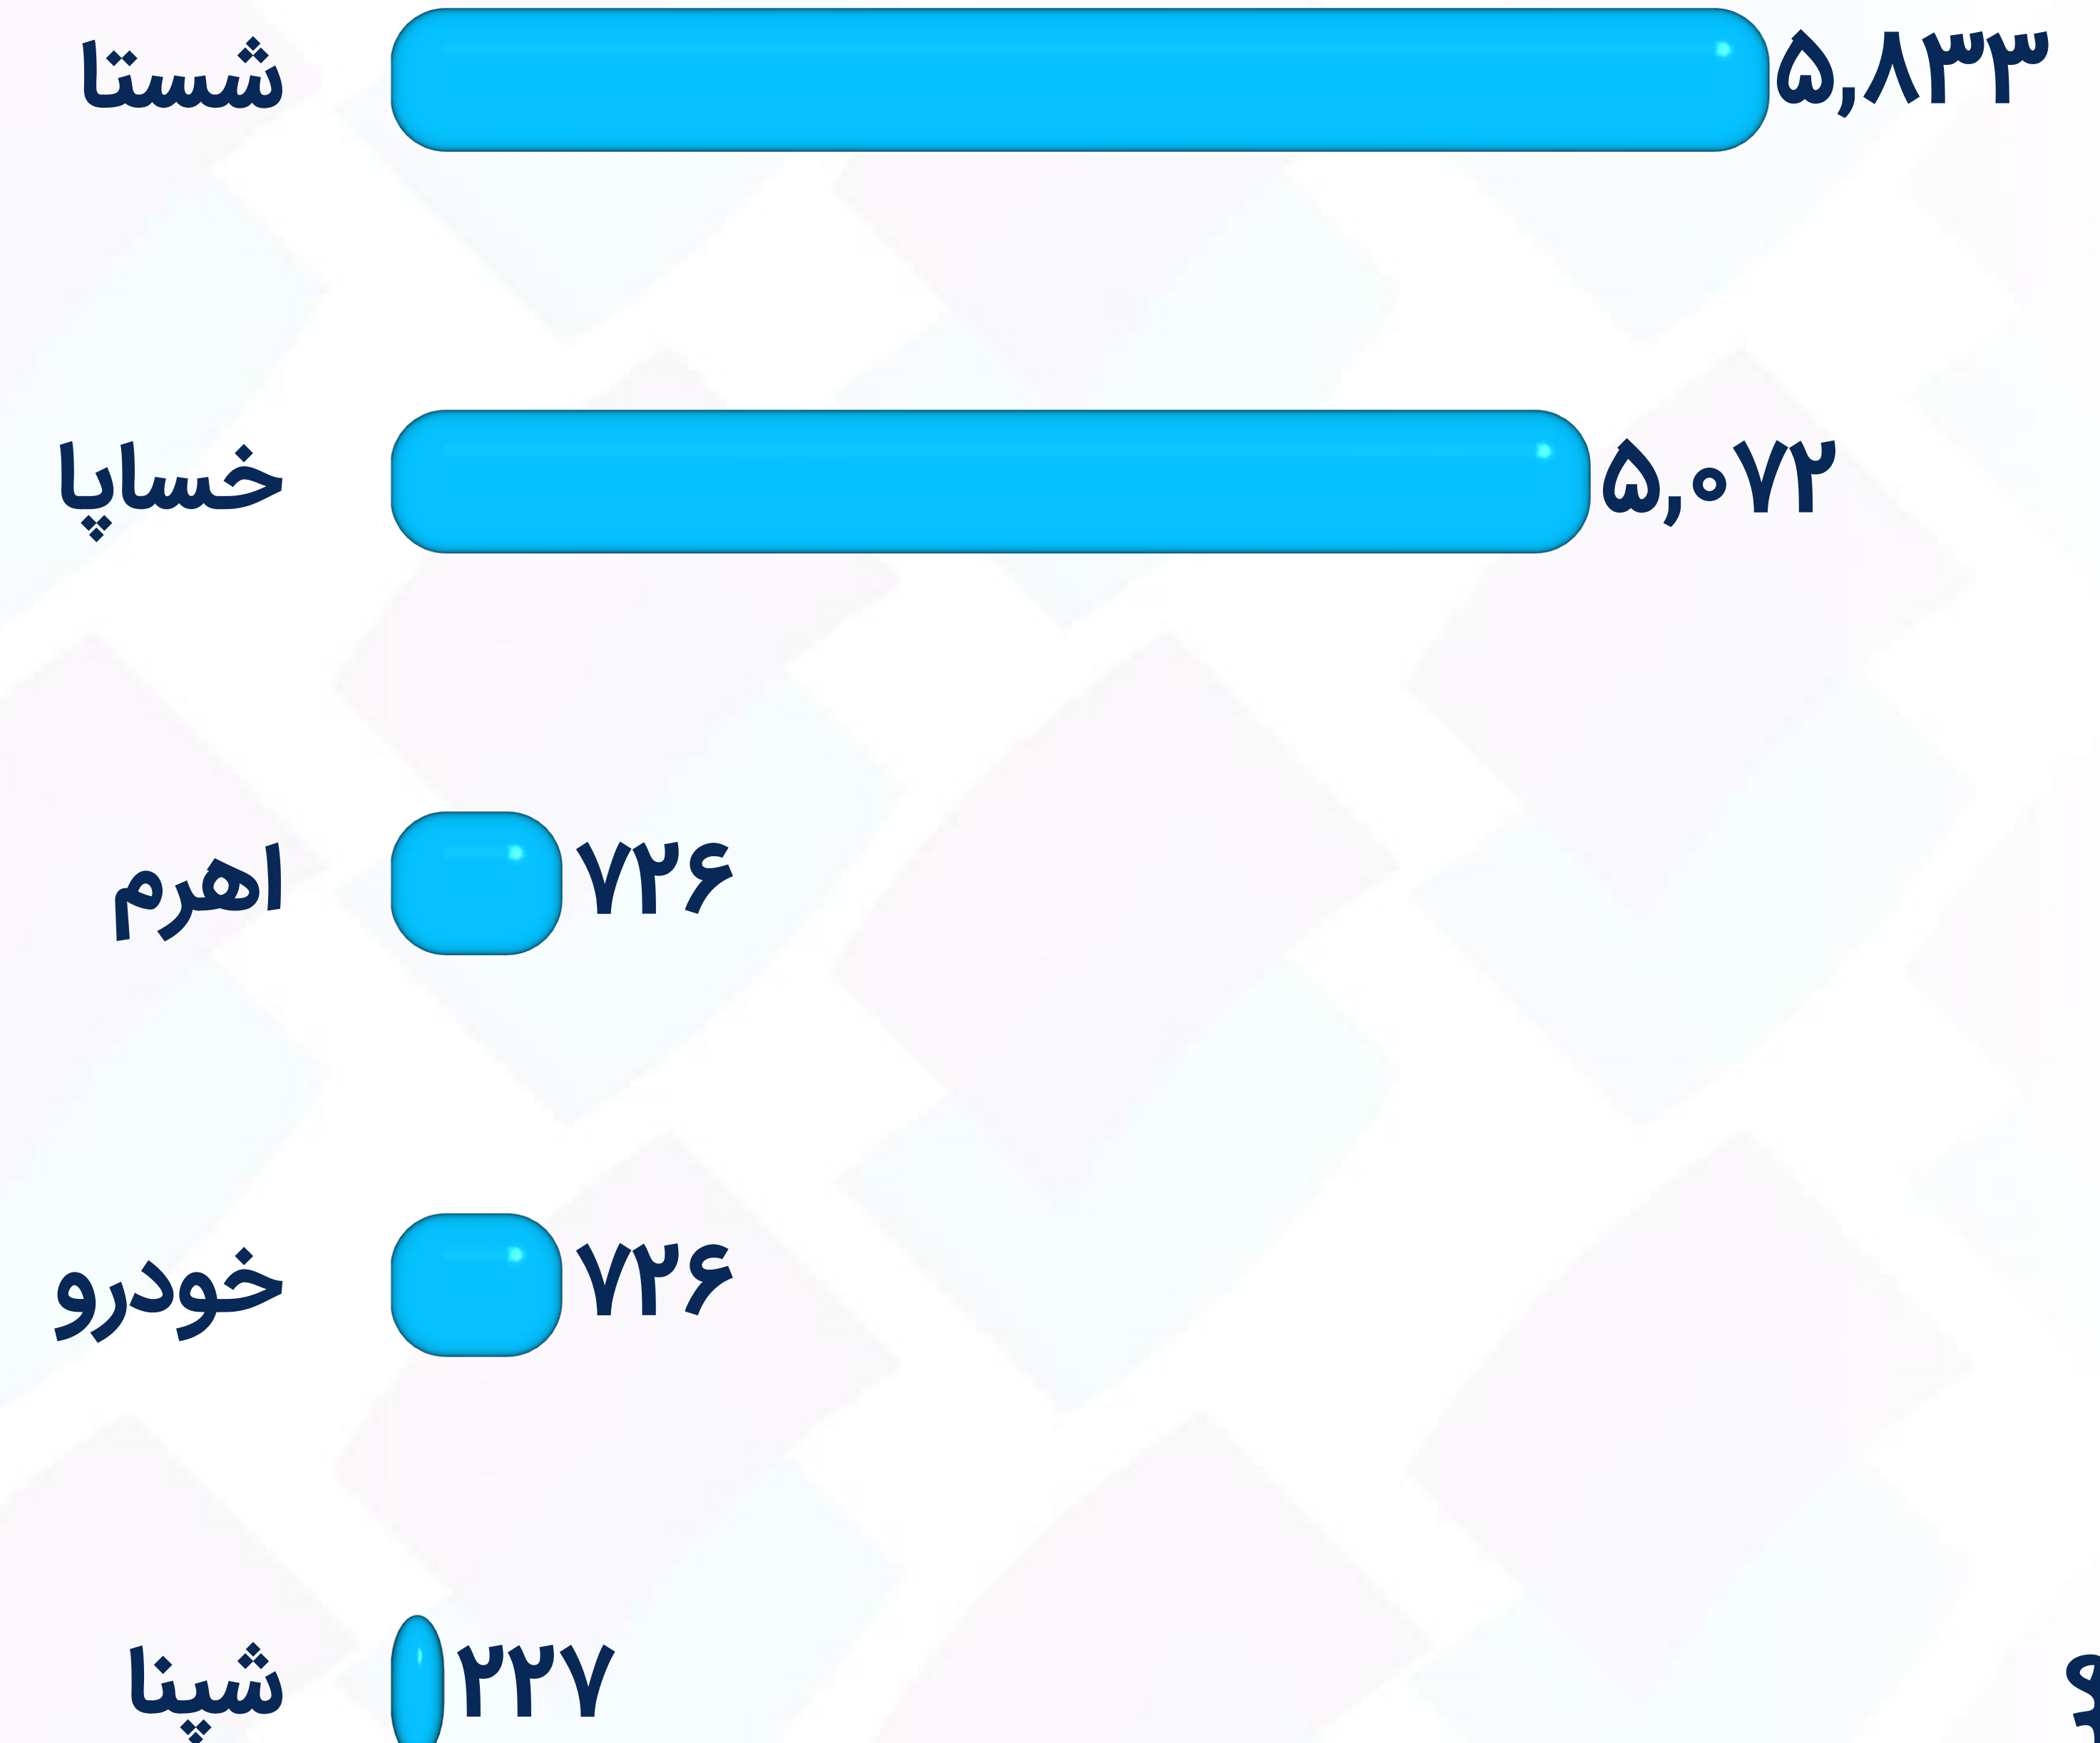 شستا ۵,۸۳۳
خساپا ۵,۰۷۲
اهرم ۷۲۶
خودرو ۷۲۶
شپنا ۲۲۷